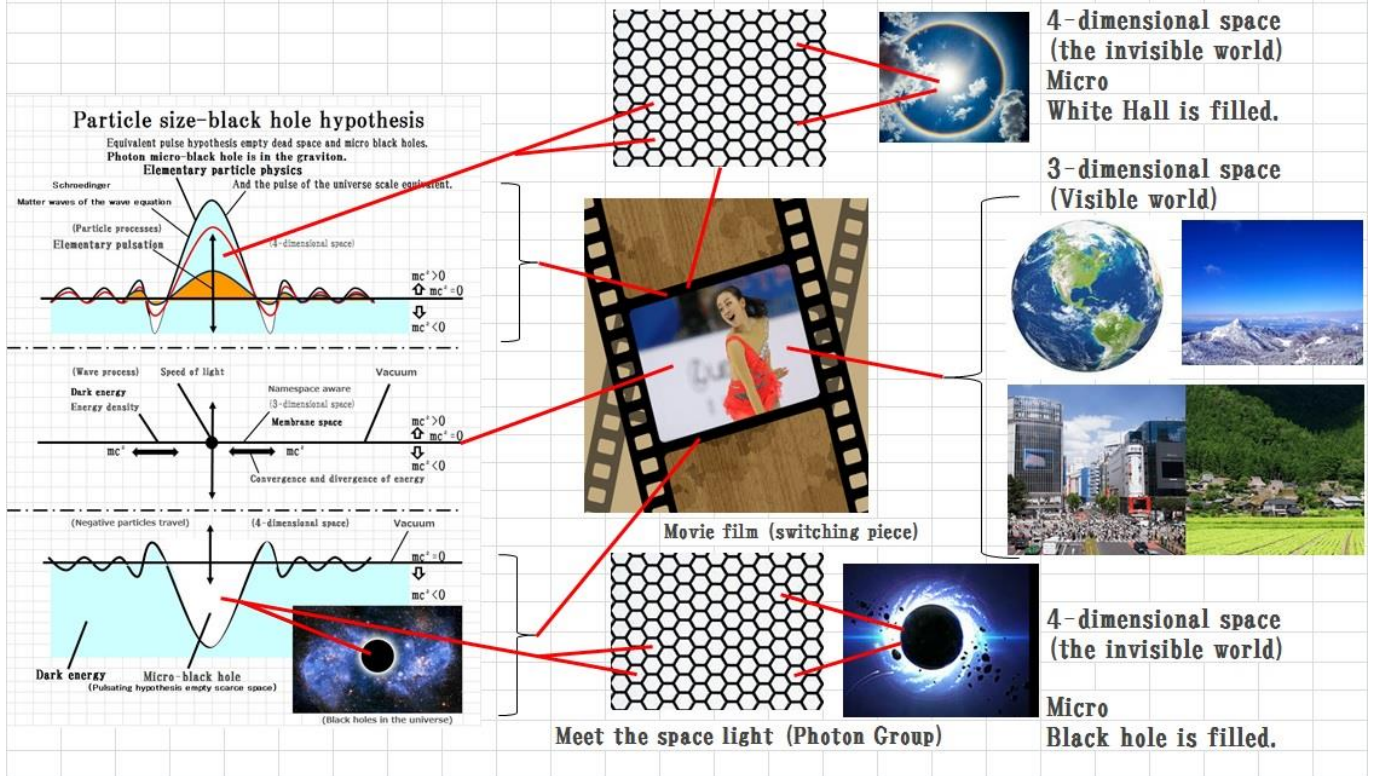 Particle size-black hole hypothesis
Equivalent pulse hypothesis empty dead space and micro black holes.
Photon micro-black hole is in the graviton.
Elementary particle physics
Schroedinger
And the pulse of the universe scale equivalent.
Matter waves of the wave equation
(Particle processes)
Elementary pulsation
(4-dimensional space)
mc²>0
mc²=0
mc²<0
(Wave process)
Speed of light
Vacuum
Dark energy
Namespace aware
Energy density
(3-dimensional space)
Membrane space
mc²>0
mc²=0
mc²
mc²
mc²<0
Convergence and divergence of energy
(Negative particles travel)
(4-dimensional space)
Vacuum
mc²=0
mc²<0
Dark energy
Micro-black hole
(Pulsating hypothesis empty scarce space)
(Black holes in the universe)
Movie film (switching piece)
Meet the space light (Photon Group)
4-dimensional space
(the invisible world)
Micro
White Hall is filled.
3-dimensional space
(Visible world)
4-dimensional space
(the invisible world)
Micro
Black hole is filled.